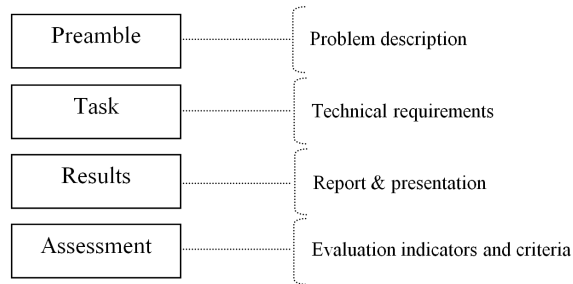 Preamble
Problem description
Task
Technical requirements
Results
Report & presentation
Assessment
Evaluation indicators and criteria